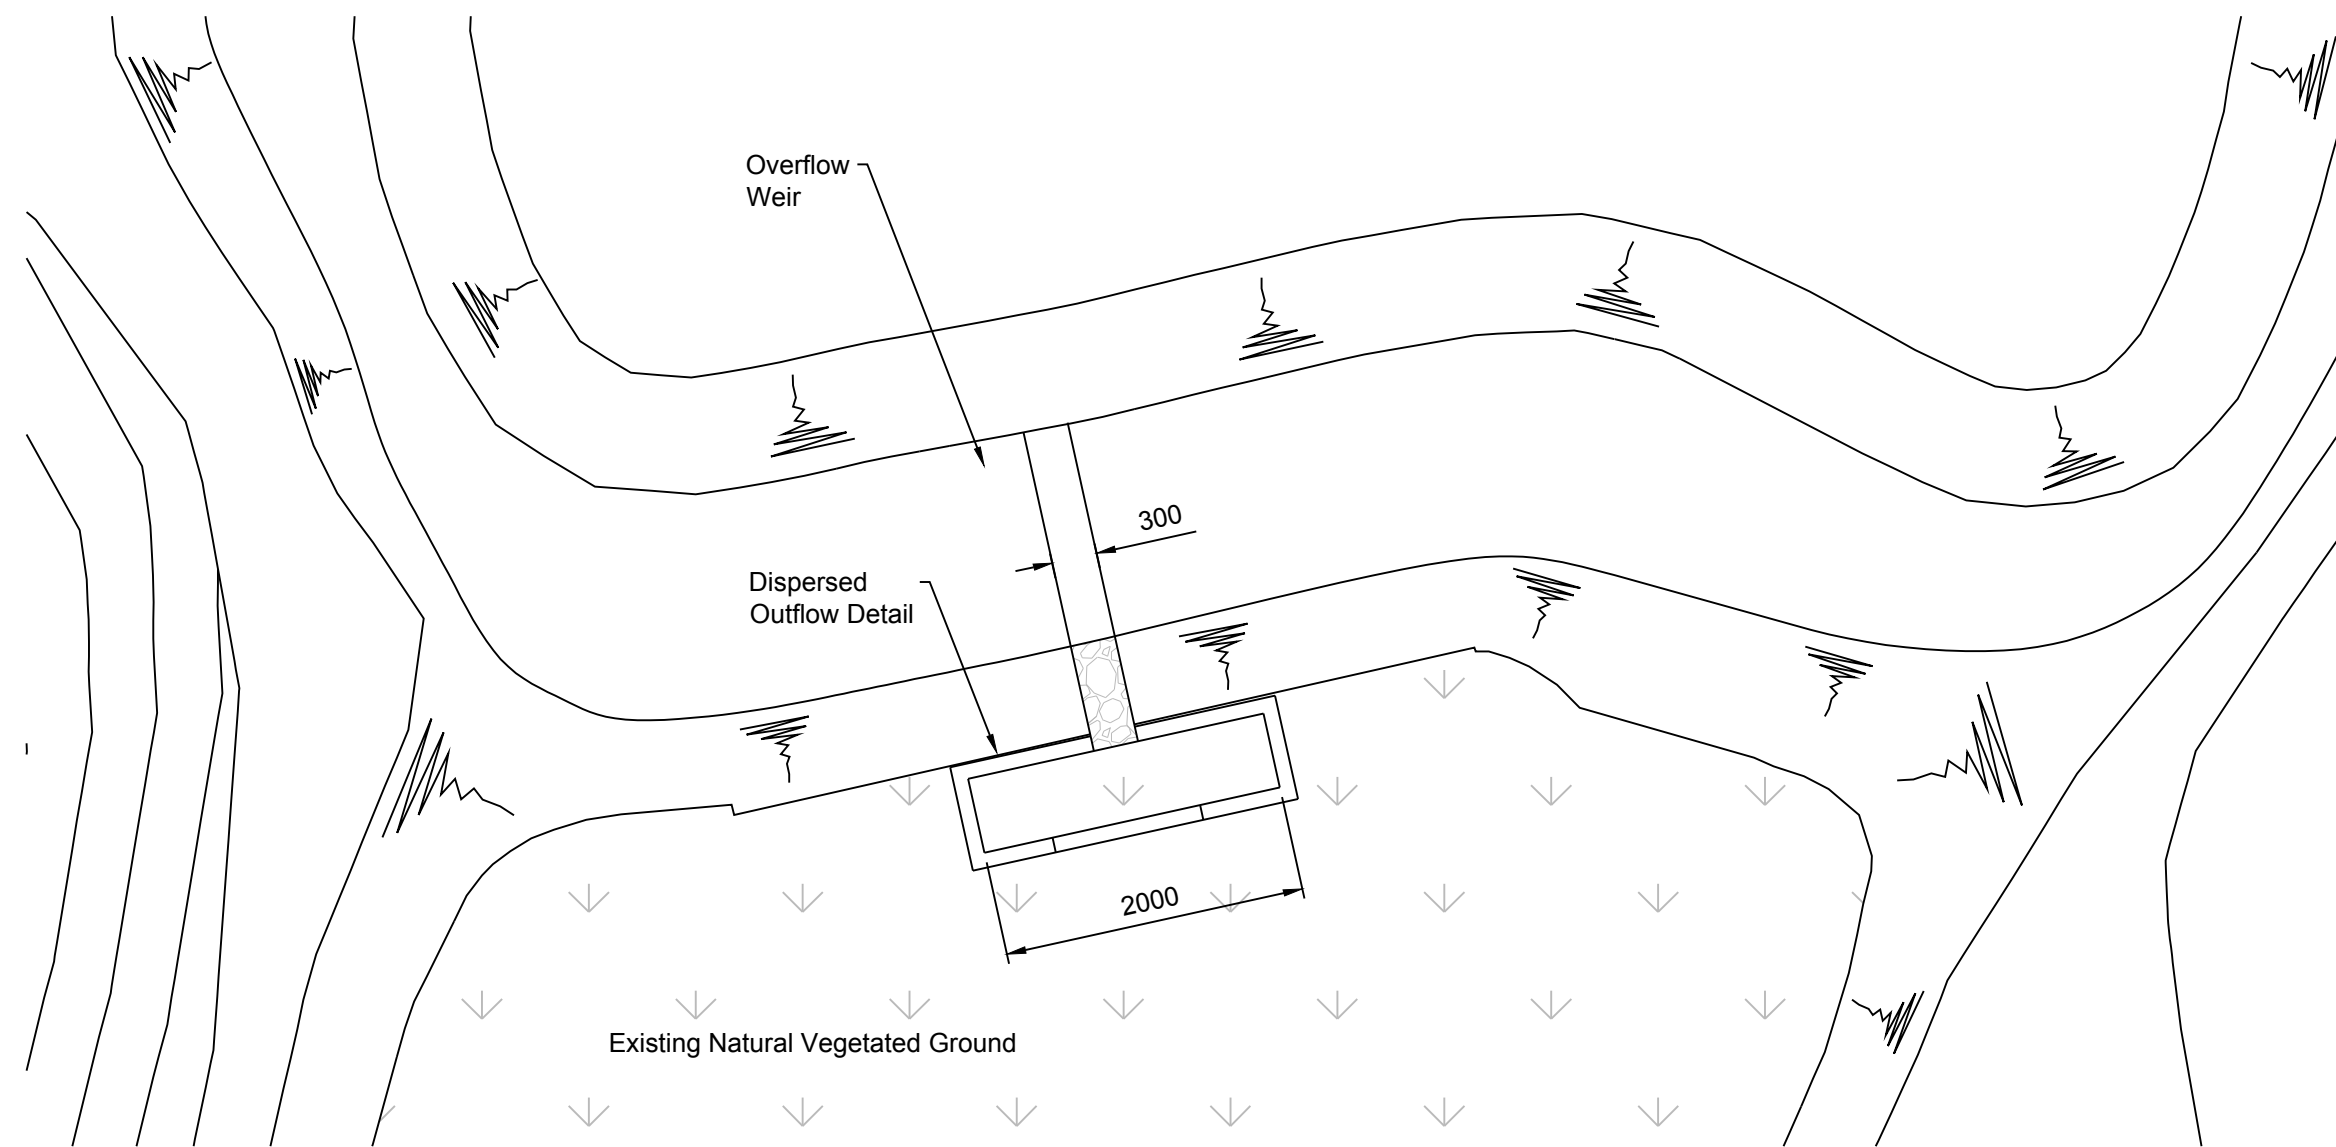 Overflow
Weir
300
Dispersed
Outflow Detail
2000
Existing Natural Vegetated Ground